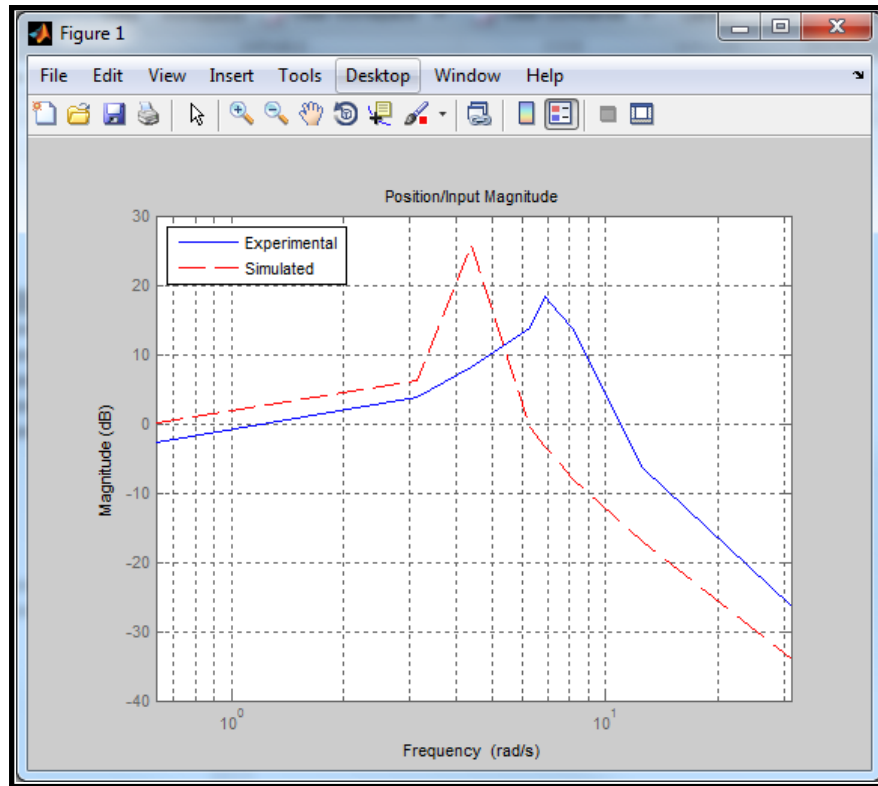 Figure 1
File Edit View Insert Tools Desktop Window Help
Position/Input Magnitude
Experimental
Simulated
30
20
10
0
-10
-20
-30
-40
Magnitude (dB)
10^0 10^1
Frequency (rad/s)